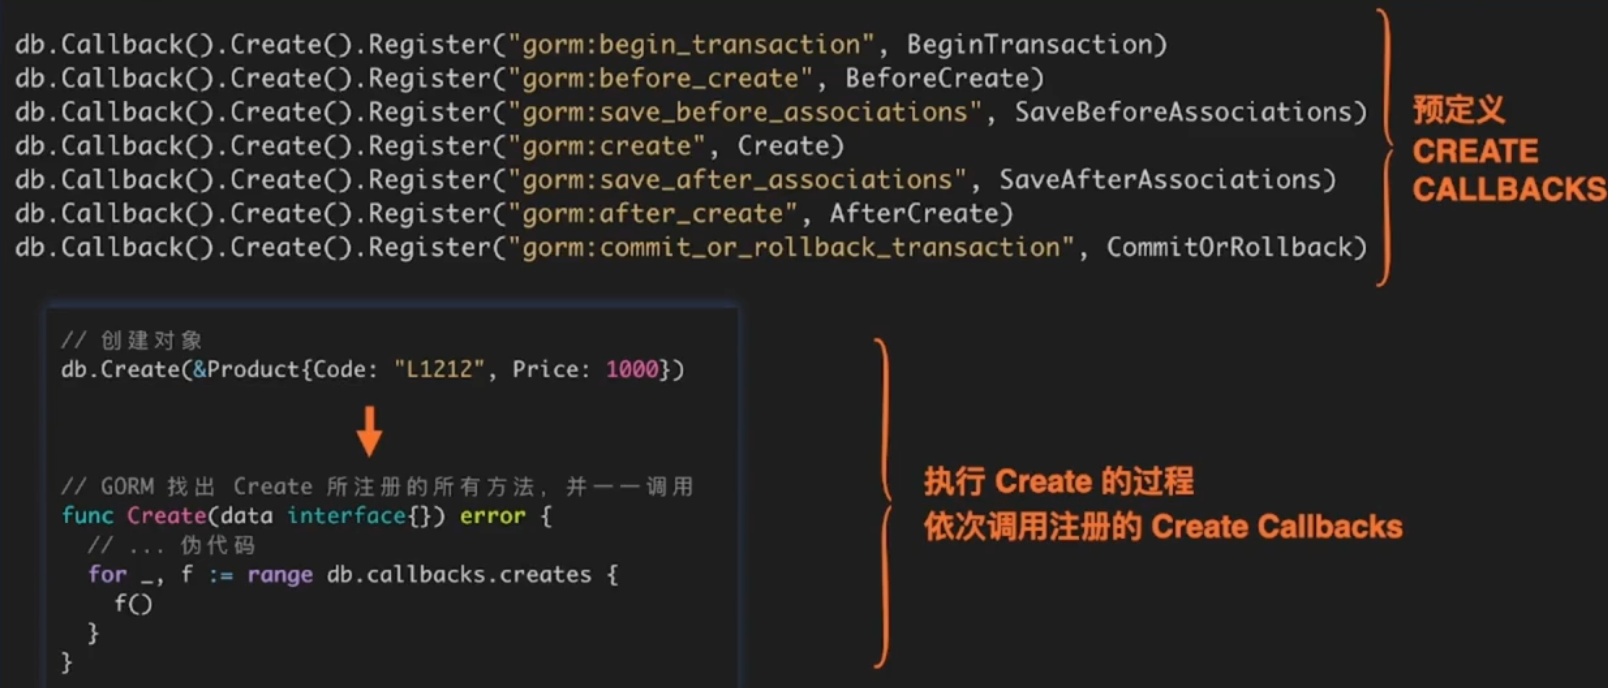 db.Callback().Create().Register("gorm:begin_transaction", BeginTransaction)
db.Callback().Create().Register("gorm:before_create", BeforeCreate)
db.Callback().Create().Register("gorm:save_before_associations", SaveBeforeAssociations)
db.Callback().Create().Register("gorm:create", Create)
db.Callback().Create().Register("gorm:save_after_associations", SaveAfterAssociations)
db.Callback().Create().Register("gorm:after_create", AfterCreate)
db.Callback().Create().Register("gorm:commit_or_rollback_transaction", CommitOrRollback)
预定义
CREATE
CALLBACKS
// 创建对象
db.Create(&Product{Code: "L1212", Price: 1000})
// GORM 找出 Create 所注册的所有方法, 并一一调用
func Create(data interface{}) error {
// ... 伪代码
for _, f := range db.callbacks.creates {
f()
}
}
执行 Create 的过程
依次调用注册的 Create Callbacks